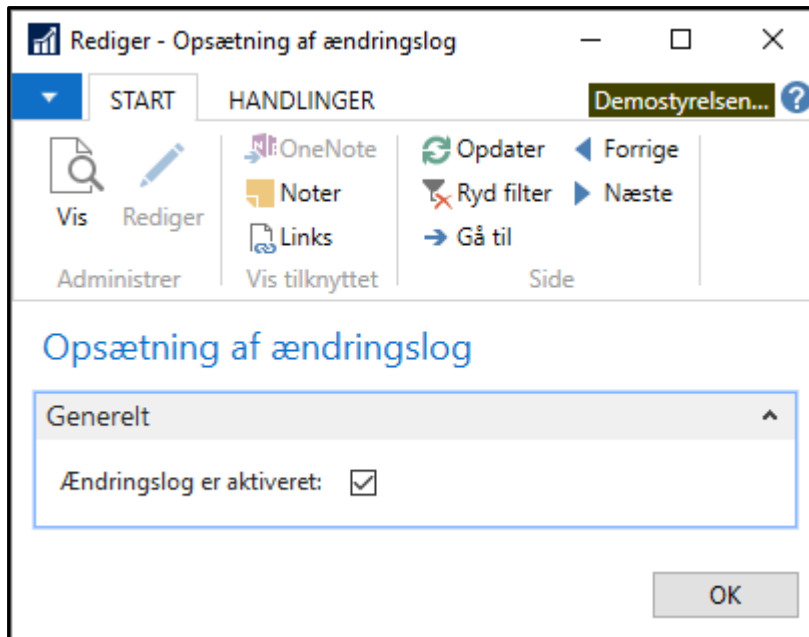 Rediger - Opsætning af ændringslog
START HANDLINGER Demostyrelsen... ?
OneNote Opdater Forrige
Noter Ryd filter Næste
Vis Rediger Links Gå til
Administrer Vis tilknyttet Side
Opsætning af ændringslog
Generelt
Ændringslog er aktiveret:
OK